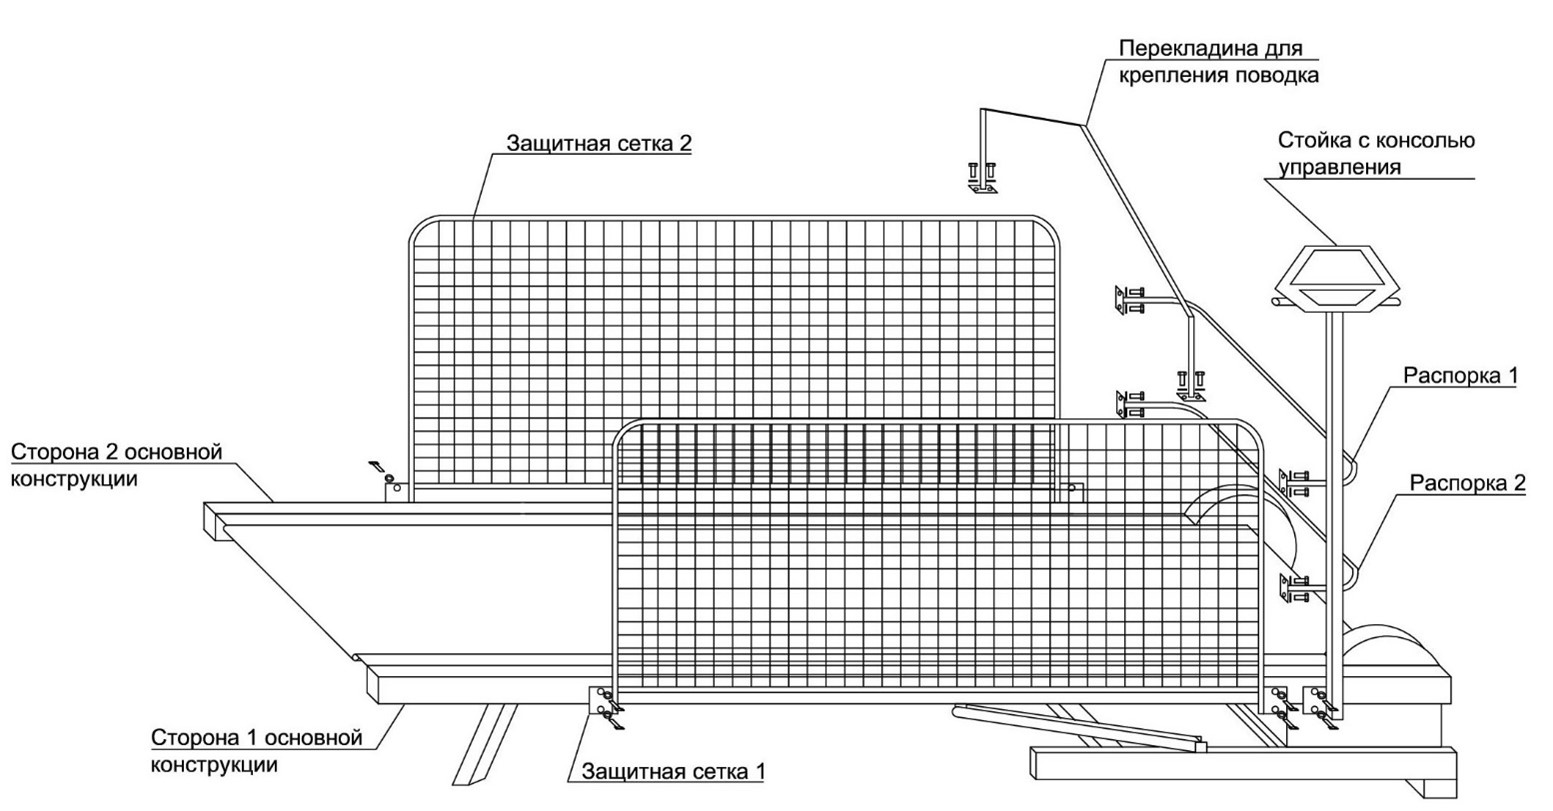 Перекладина для
крепления поводка
Защитная сетка 2
Стойка с консолью
управления
Распорка 1
Сторона 2 основной
конструкции
Распорка 2
Сторона 1 основной
конструкции
Защитная сетка 1